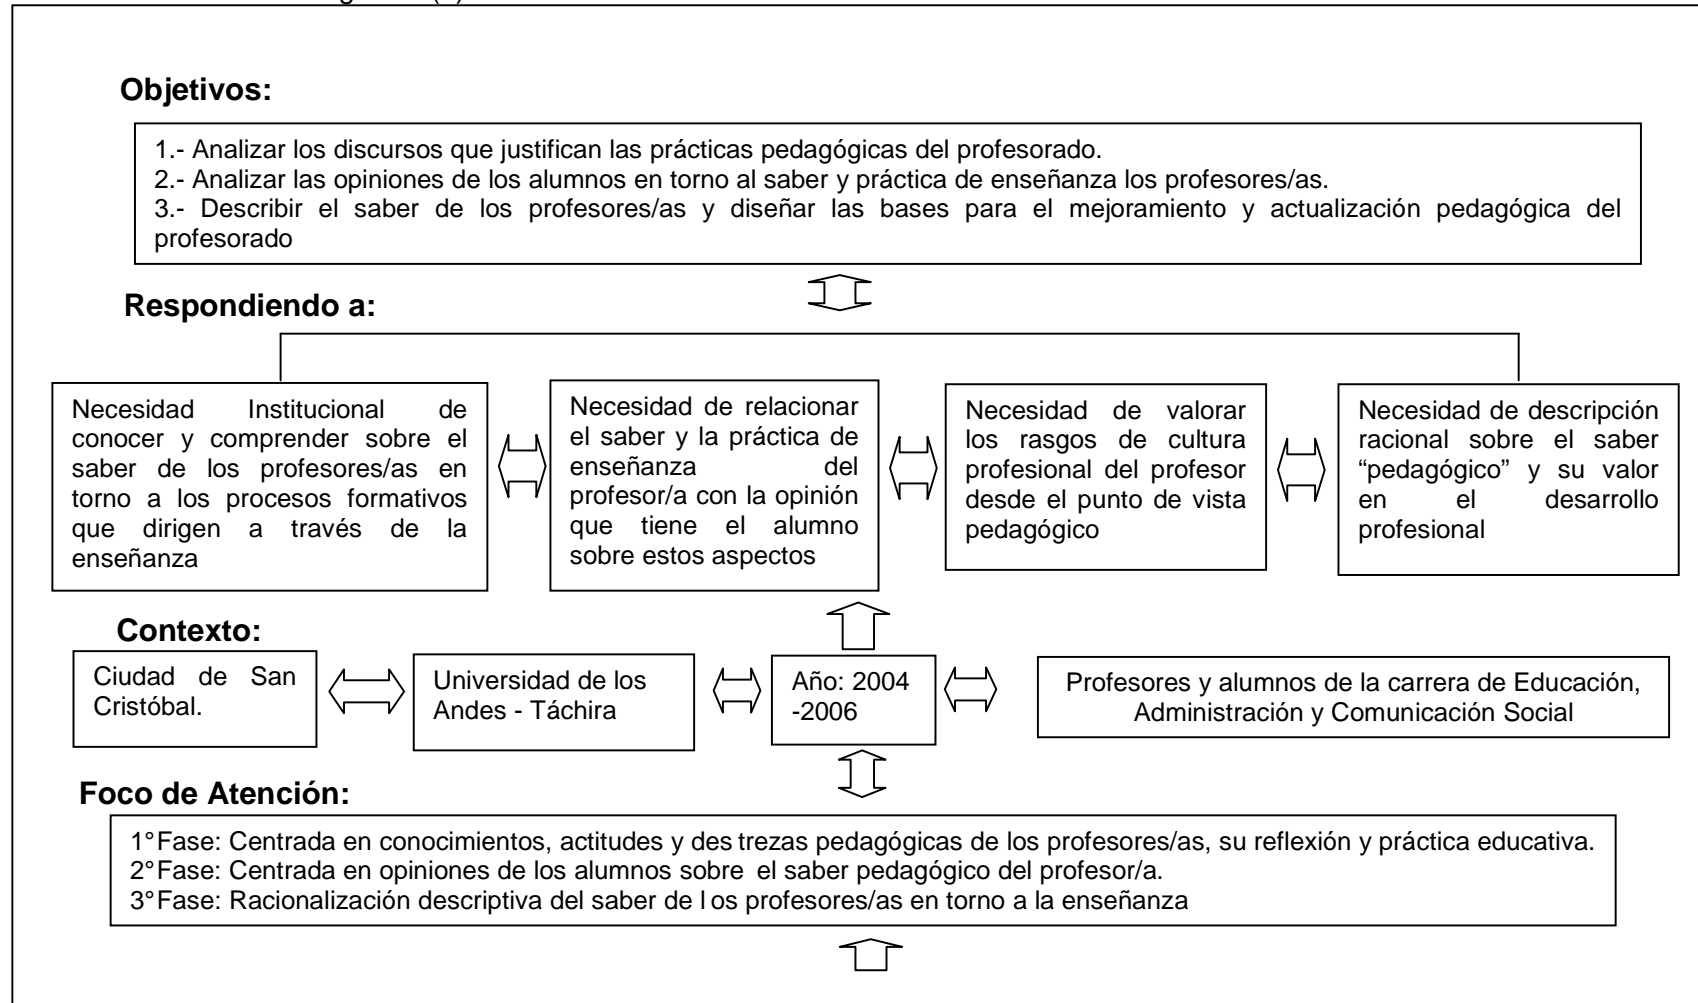 Objetivos:
1.- Analizar los discursos que justifican las prácticas pedagógicas del profesorado.
2.- Analizar las opiniones de los alumnos en torno al saber y práctica de enseñanza los profesores/as.
3.- Describir el saber de los profesores/as y diseñar las bases para el mejoramiento y actualización pedagógica del
profesorado
Respondiendo a:
Necesidad Institucional de
conocer y comprender sobre el
saber de los profesores/as en
torno a los procesos formativos
que dirigen a través de la
enseñanza
Necesidad de relacionar
el saber y la práctica de
enseñanza del
profesor/a con la opinión
que tiene el alumno
sobre estos aspectos
Necesidad de valorar
los rasgos de cultura
profesional del profesor
desde el punto de vista
pedagógico
Necesidad de descripción
racional sobre el saber
“pedagógico” y su valor
en el desarrollo
profesional
Contexto:
Ciudad de San
Cristóbal.
Universidad de los
Andes - Táchira
Año: 2004
-2006
Profesores y alumnos de la carrera de Educación,
Administración y Comunicación Social
Foco de Atención:
1° Fase: Centrada en conocimientos, actitudes y des trezas pedagógicas de los profesores/as, su reflexión y práctica educativa.
2° Fase: Centrada en opiniones de los alumnos sobre el saber pedagógico del profesor/a.
3° Fase: Racionalización descriptiva del saber de l os profesores/as en torno a la enseñanza